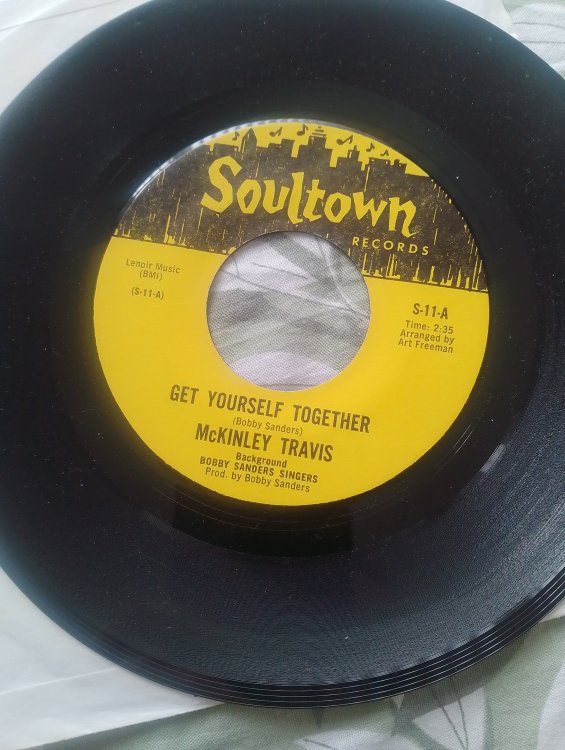 Soultown
RECORDS
Lenoir Music
(BMI)
(S-11-A)
S-11-A
Time: 2:35
Arranged by
Art Freeman
GET YOURSELF TOGETHER
(Bobby Sanders)
McKINLEY TRAVIS
Background
BOBBY SANDERS SINGERS
Prod. by Bobby Sanders